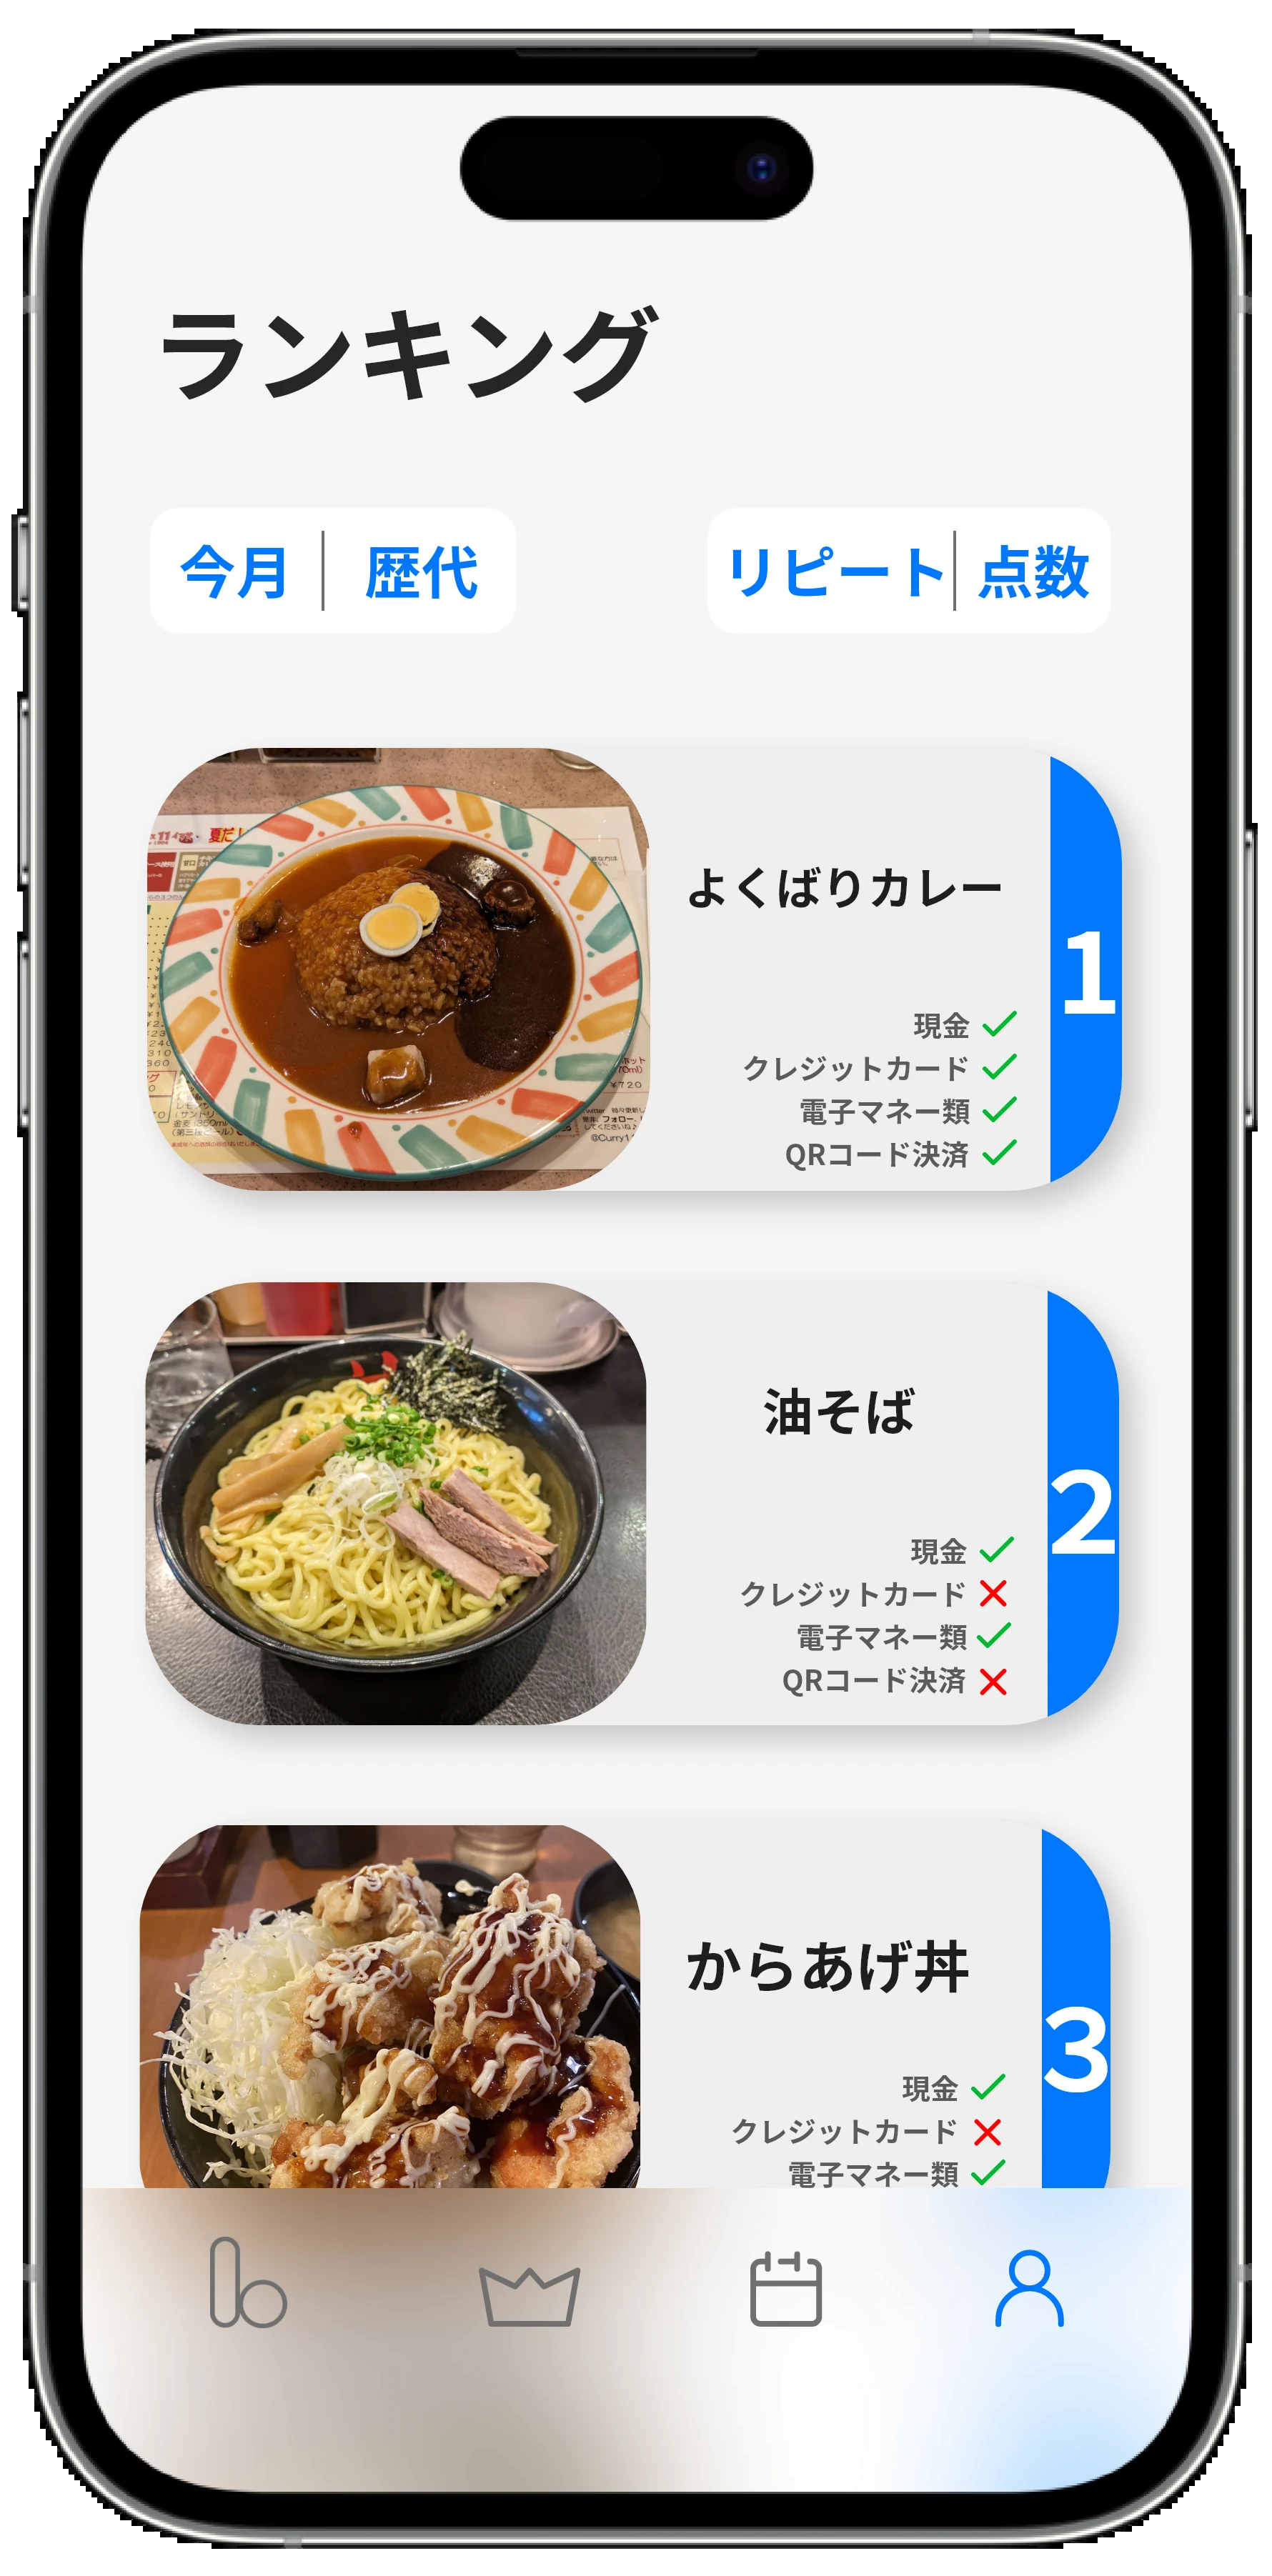 ランキング
今月 歴代 リピート 点数
よくばりカレー
1
現金
クレジットカード
電子マネー類
QRコード決済
夏だ
¥720
@Curry1
油そば
2
現金
クレジットカード
電子マネー類
QRコード決済
からあげ丼
3
現金
クレジットカード
電子マネー類